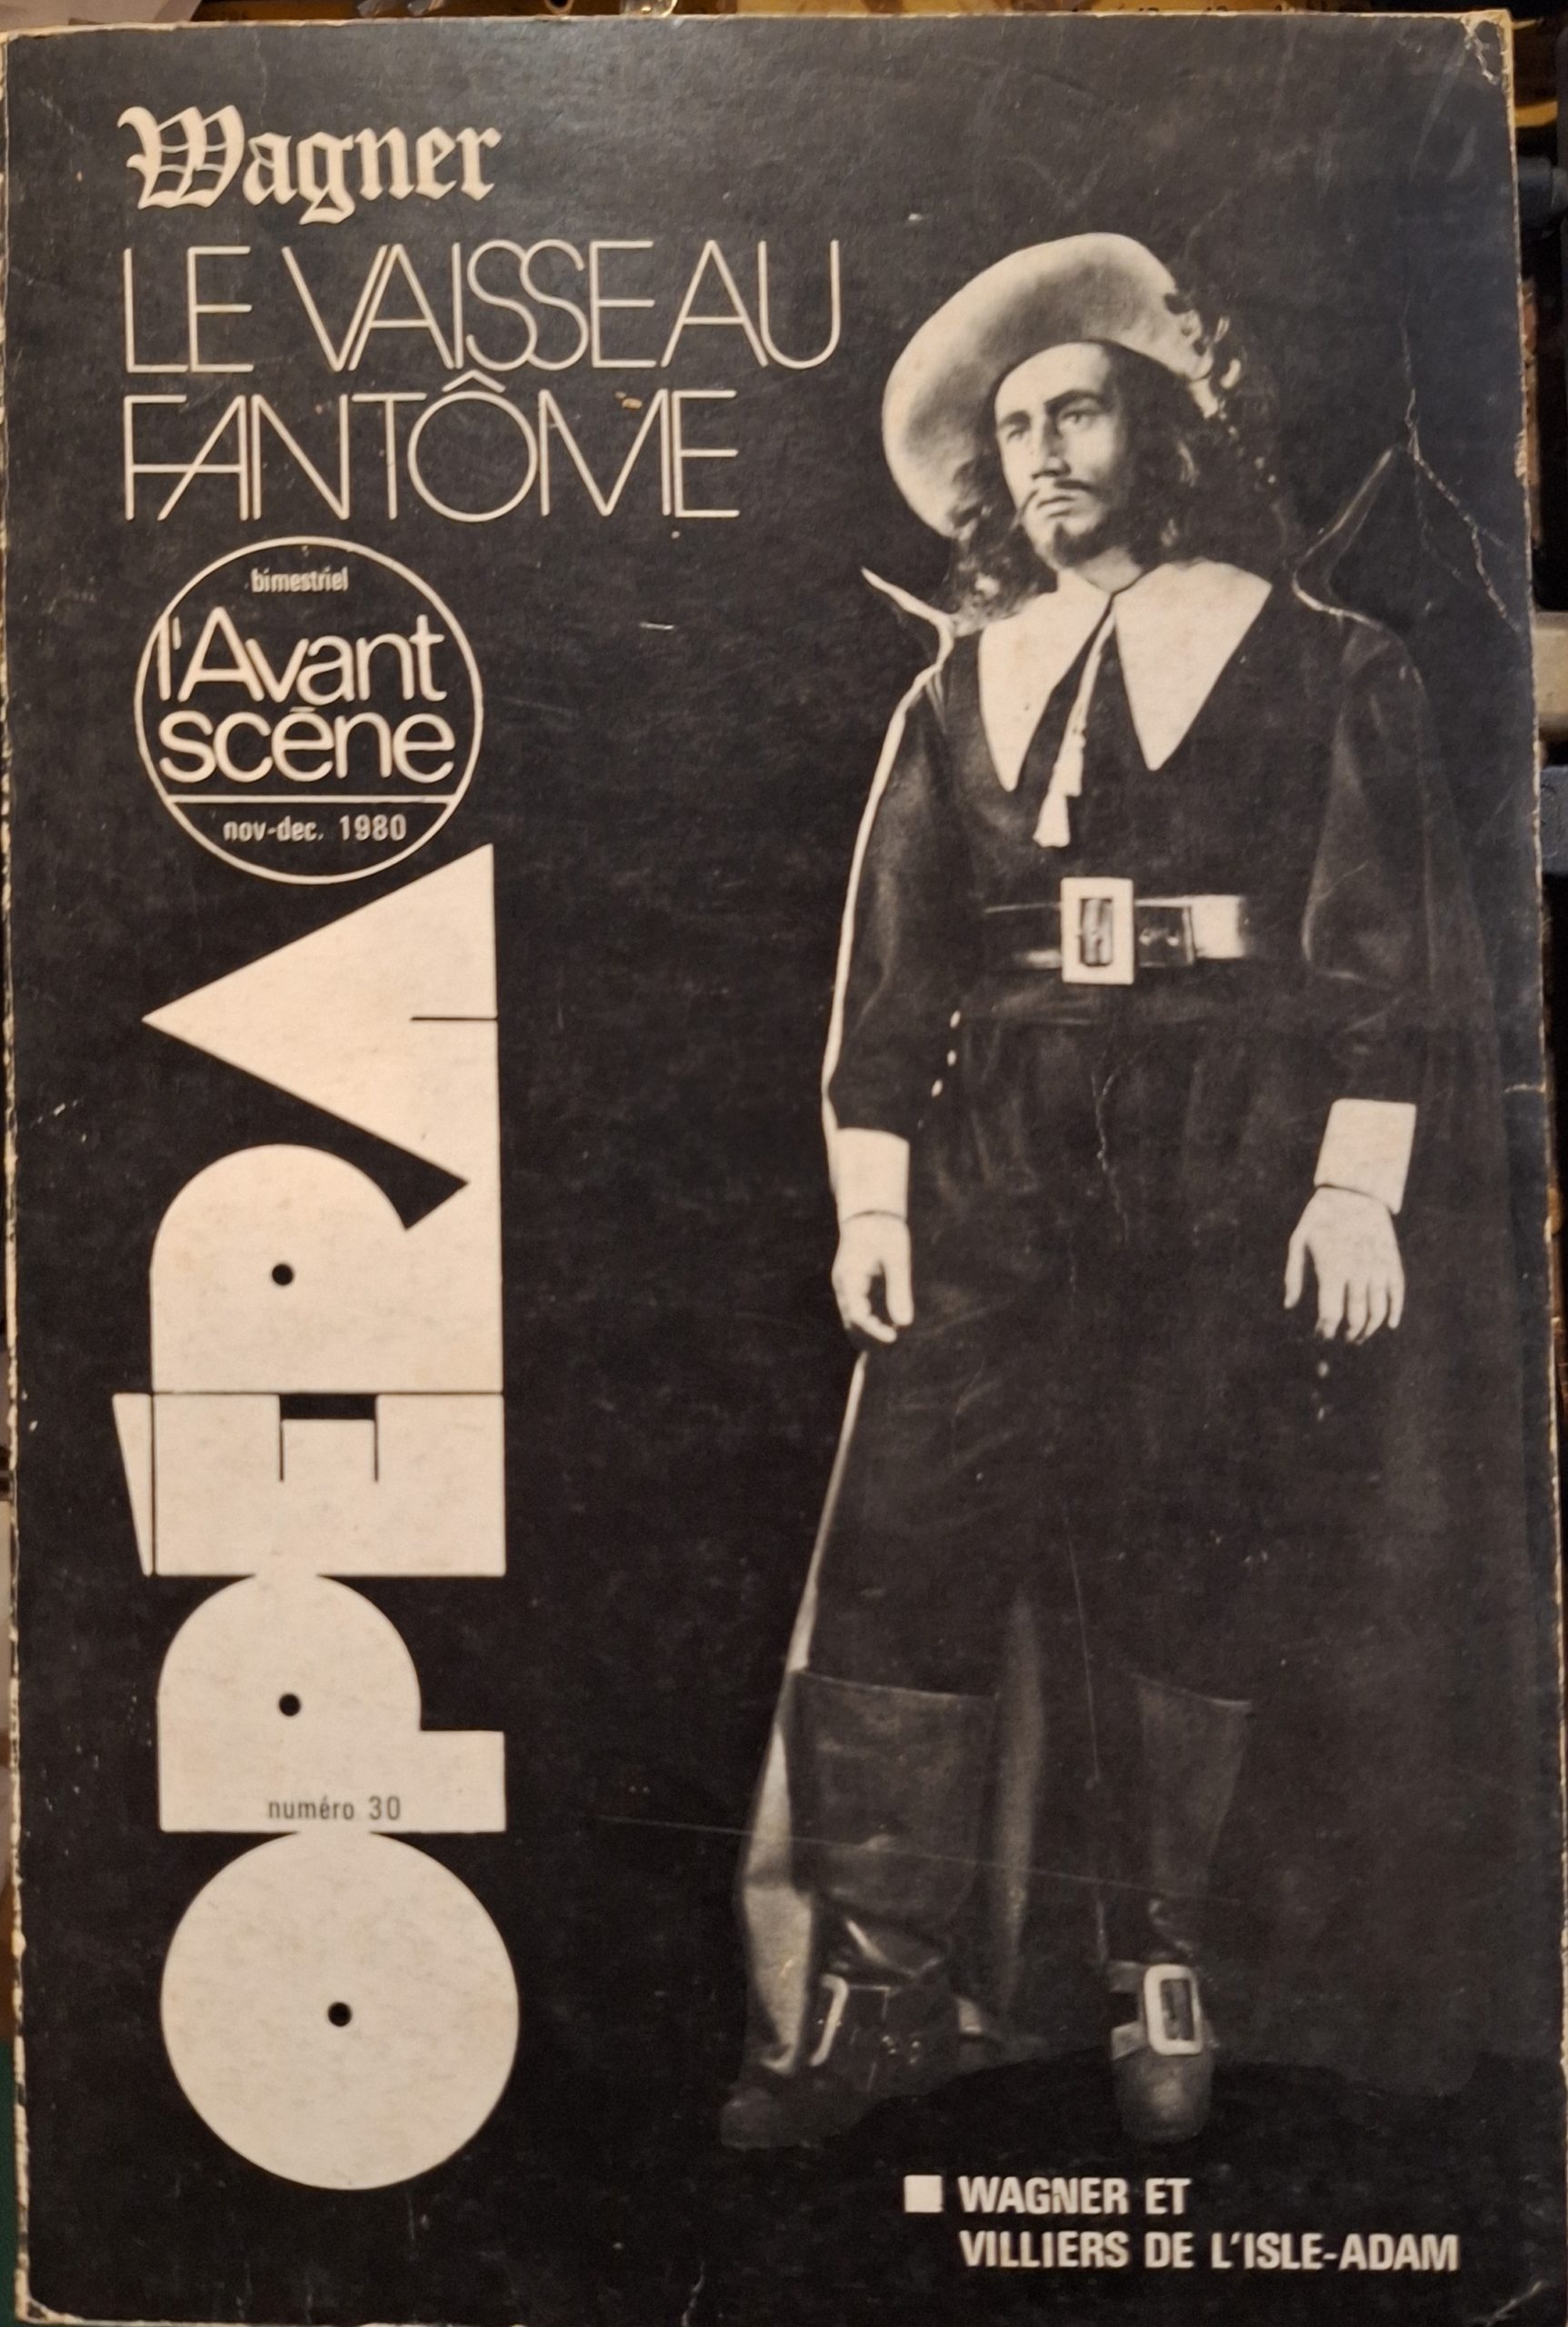 Wagner
LE VAISSEAU
FANTÔME
bimestriel
l'Avant
scène
nov-dec. 1980
OPÉRA
numéro 30
WAGNER ET
VILLIERS DE L'ISLE-ADAM